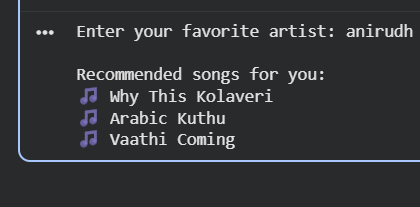 Enter your favorite artist: anirudh
Recommended songs for you:
🎵 Why This Kolaveri
🎵 Arabic Kuthu
🎵 Vaathi Coming